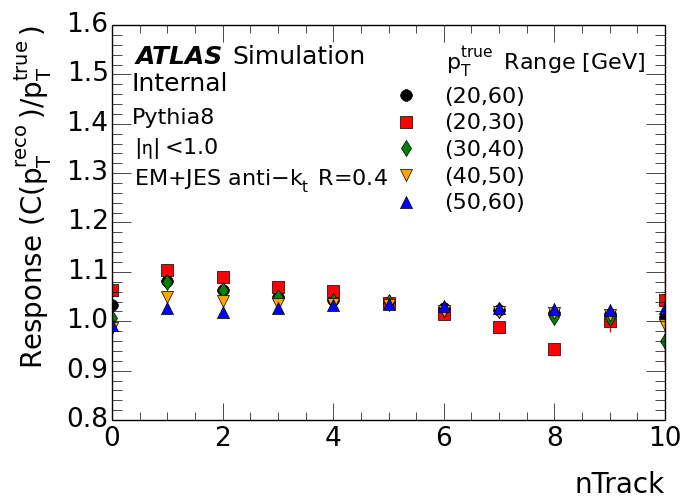 Response (C(p_T^reco)/p_T^true)
1.6
1.5
1.4
1.3
1.2
1.1
1.0
0.9
0.8
ATLAS Simulation
Internal
Pythia8
|η| <1.0
EM+JES anti−k_t R=0.4
p_T^true Range [GeV]
(20,60)
(20,30)
(30,40)
(40,50)
(50,60)
0 2 4 6 8 10
nTrack